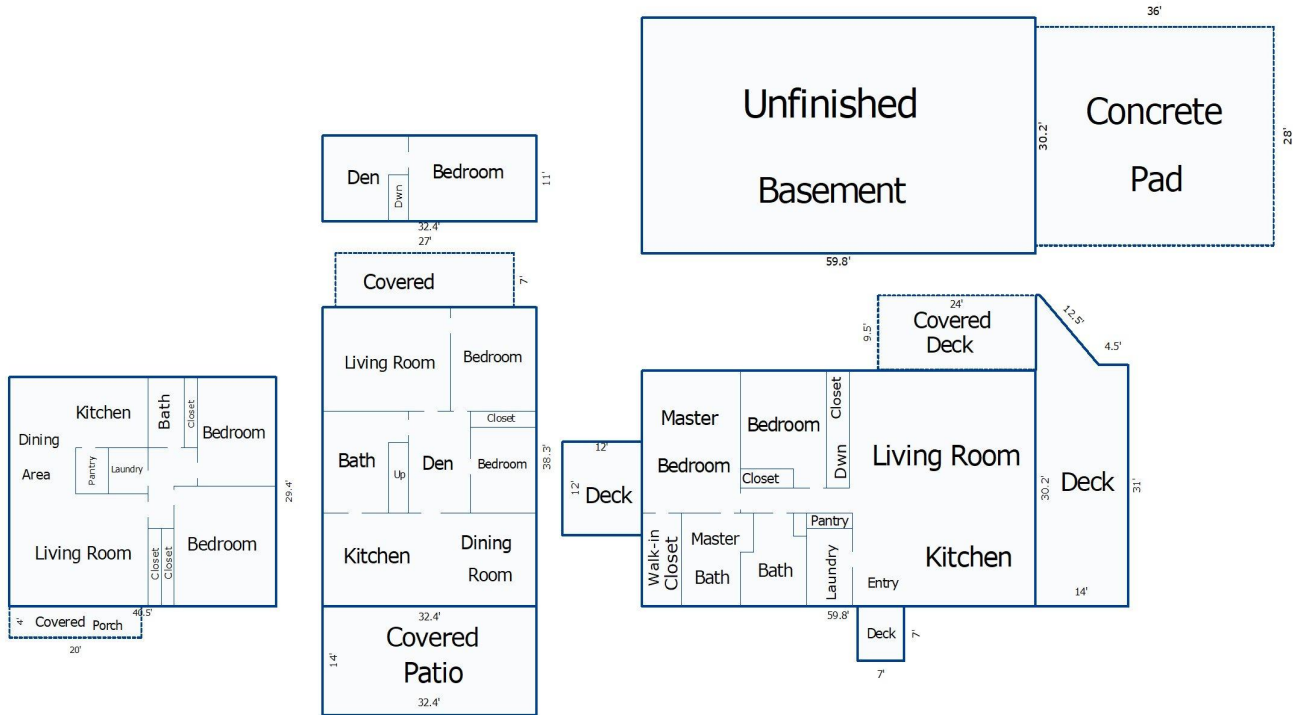 36'
Unfinished
Basement
30.2'
59.8'
Concrete
Pad
28'
Den
Bedroom
Dwn
11'
32.4'
27'
Covered
7'
Living Room
Bedroom
Closet
Bath
Up
Den
Bedroom
38.3'
Kitchen
Dining
Room
32.4'
Covered
Patio
14'
32.4'
Kitchen
Bath
Closet
Bedroom
Dining
Area
Pantry
Laundry
29.4'
Living Room
Closet
Closet
Bedroom
40.5'
4'
Covered Porch
20'
24'
Covered
Deck
9.5'
12.5'
4.5'
Master
Bedroom
Bedroom
Closet
Closet
Dwn
Living Room
30.2'
Deck
31'
12'
12'
Deck
Walk-in
Closet
Master
Bath
Bath
Pantry
Laundry
Entry
Kitchen
14'
59.8'
Deck
7'
7'